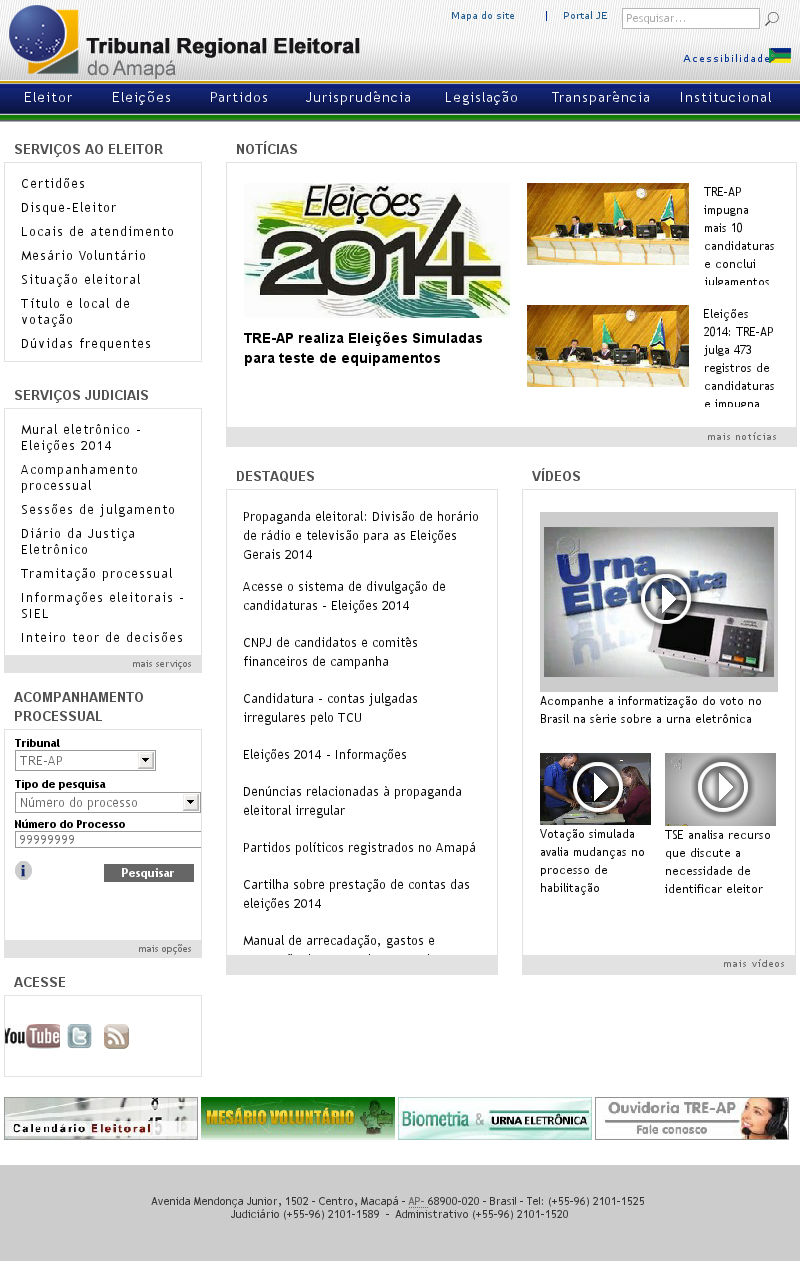 Mapa do site
Portal JE
Pesquisar...
Tribunal Regional Eleitoral
do Amapá
Acessibilidade
Eleitor
Eleições
Partidos
Jurisprudência
Legislação
Transparência
Institucional
SERVIÇOS AO ELEITOR
Certidões
Disque-Eleitor
Locais de atendimento
Mesário Voluntário
Situação eleitoral
Título e local de
votação
Dúvidas frequentes
SERVIÇOS JUDICIAIS
Mural eletrônico -
Eleições 2014
Acompanhamento
processual
Sessões de julgamento
Diário da Justiça
Eletrônico
Tramitação processual
Informações eleitorais -
SIEL
Inteiro teor de decisões
mais serviços
ACOMPANHAMENTO
PROCESSUAL
Tribunal
TRE-AP
Tipo de pesquisa
Número do processo
Número do Processo
99999999
Pesquisar
mais opções
ACESSE
YouTube
NOTÍCIAS
Eleições
2014
TRE-AP realiza Eleições Simuladas
para teste de equipamentos
TRE-AP
impugna
mais 10
candidaturas
e conclui
julgamentos
Eleições
2014: TRE-AP
julga 473
registros de
candidaturas
e impugna
mais notícias
DESTAQUES
Propaganda eleitoral: Divisão de horário
de rádio e televisão para as Eleições
Gerais 2014
Acesse o sistema de divulgação de
candidaturas - Eleições 2014
CNPJ de candidatos e comitês
financeiros de campanha
Candidatura - contas julgadas
irregulares pelo TCU
Eleições 2014 - Informações
Denúncias relacionadas à propaganda
eleitoral irregular
Partidos políticos registrados no Amapá
Cartilha sobre prestação de contas das
eleições 2014
Manual de arrecadação, gastos e
VÍDEOS
Urna
Eletrônica
Acompanhe a informatização do voto no
Brasil na série sobre a urna eletrônica
Votação simulada
avalia mudanças no
processo de
habilitação
TSE analisa recurso
que discute a
necessidade de
identificar eleitor
mais vídeos
Calendário Eleitoral
MESÁRIO VOLUNTÁRIO
Biometria & URNA ELETRÔNICA
Ouvidoria TRE-AP
Fale conosco
Avenida Mendonça Junior, 1502 - Centro, Macapá - AP- 68900-020 - Brasil - Tel: (+55-96) 2101-1525
Judiciário (+55-96) 2101-1589 - Administrativo (+55-96) 2101-1520